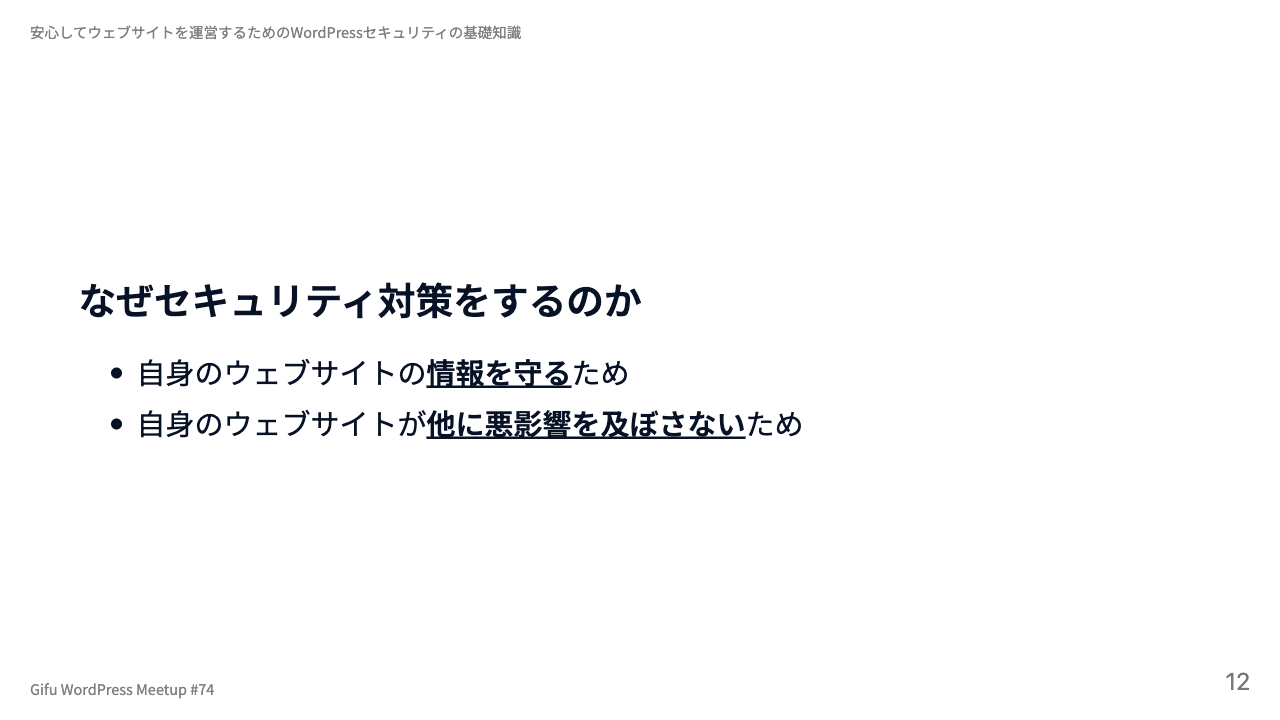 安心してウェブサイトを運営するためのWordPressセキュリティの基礎知識
なぜセキュリティ対策をするのか
• 自身のウェブサイトの情報を守るため
• 自身のウェブサイトが他に悪影響を及ぼさないため
Gifu WordPress Meetup #74
12